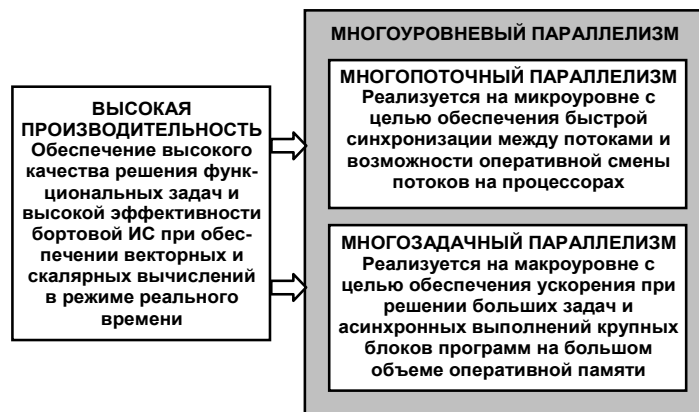 МНОГОУРОВНЕВЫЙ ПАРАЛЛЕЛИЗМ
ВЫСОКАЯ
ПРОИЗВОДИТЕЛЬНОСТЬ
Обеспечение высокого
качества решения функ-
циональных задач и
высокой эффективности
бортовой ИС при обес-
печении векторных и
скалярных вычислений
в режиме реального
времени
МНОГОПОТОЧНЫЙ ПАРАЛЛЕЛИЗМ
Реализуется на микроуровне с
целью обеспечения быстрой
синхронизации между потоками и
возможности оперативной смены
потоков на процессорах
МНОГОЗАДАЧНЫЙ ПАРАЛЛЕЛИЗМ
Реализуется на макроуровне с
целью обеспечения ускорения при
решении больших задач и
асинхронных выполнений крупных
блоков программ на большом
объеме оперативной памяти